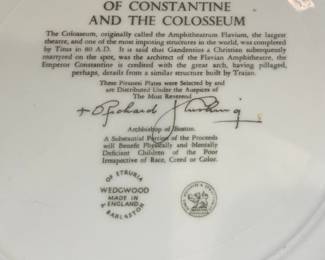 OF CONSTANTINE
AND THE COLOSSEUM
The Colosseum, originally called the Amphitheatrum Flavium, the largest
theatre, and one of the most imposing structures in the world, was completed
by Titus in 80 A.D. It is said that Gandentius a Christian subsequently
martyred on the spot, was the architect of the Flavian Amphitheatre, the
Emperor Constantine is credited with the great arch, having pillaged,
perhaps, details from a similar structure built by Trajan.
These Piranesi Plates were Selected by and
are Distributed Under the Auspices of
The Most Reverend
+ Richard J Cushing
Archbishop of Boston.
A Substantial Portion of the Proceeds
will Benefit Physically and Mentally
Deficient Children of the Poor
Irrespective of Race, Creed or Color.
OF ETRURIA
WEDGWOOD
MADE IN
ENGLAND
& BARLASTON